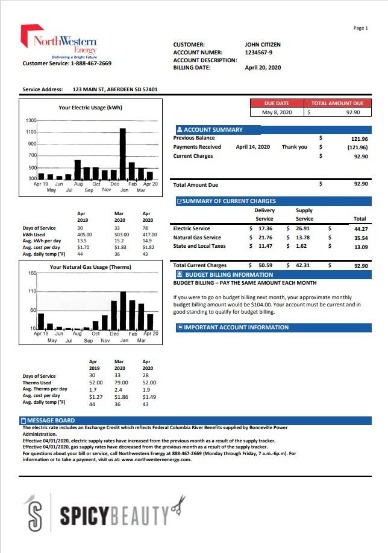 Page 1
NorthWestern
Energy
Delivering a Bright Future
Customer Service: 1-888-467-2669
CUSTOMER: JOHN CITIZEN
ACCOUNT NUMER: 1234567-9
ACCOUNT DESCRIPTION:
BILLING DATE: April 20, 2020
Service Address: 123 MAIN ST, ABERDEEN SD 57401
Your Electric Usage (kWh)
1300
1100
900
700
500
300
Apr 19 Jun Aug Oct Dec Feb Apr 20
May Jul Sep Nov Jan Mar
Apr Mar Apr
2019 2020 2020
Days of Service 30 33 28
kWh Used 405.00 503.00 417.00
Avg. kWh per day 13.5 15.2 14.9
Avg. cost per day $1.70 $1.88 $1.82
Avg. daily temp (°F) 44 36 43
Your Natural Gas Usage (Therms)
Apr 19 Jun Aug Oct Dec Feb Apr 20
May Jul Sep Nov Jan Mar
Apr Mar Apr
2019 2020 2020
Days of Service 30 33 28
Therms Used 52.00 79.00 52.00
Avg. Therms per day 1.7 2.4 1.9
Avg. cost per day $1.27 $1.86 $1.49
Avg. daily temp (°F) 44 36 43
DUE DATE TOTAL AMOUNT DUE
May 8, 2020 $ 92.90
ACCOUNT SUMMARY
Previous Balance $ 121.96
Payments Received April 14, 2020 Thank you $ (121.96)
Current Charges $ 92.90
Total Amount Due $ 92.90
SUMMARY OF CURRENT CHARGES
Delivery Supply
Service Service Total
Electric Service $ 17.36 $ 26.91 44.27
Natural Gas Service $ 21.76 $ 13.78 35.54
State and Local Taxes $ 11.47 $ 1.62 13.09
Total Current Charges $ 50.59 $ 42.31 92.90
BUDGET BILLING INFORMATION
BUDGET BILLING – PAY THE SAME AMOUNT EACH MONTH
If you were to go on budget billing next month, your approximate monthly
budget billing amount would be $104.00. Your account must be current and in
good standing to qualify for budget billing.
IMPORTANT ACCOUNT INFORMATION
MESSAGE BOARD
The electric rate includes an Exchange Credit which reflects Federal Columbia River Benefits supplied by Bonneville Power
Administration.
Effective 04/01/2020, electric supply rates have increased from the previous month as a result of the supply tracker.
Effective 04/01/2020, gas supply rates have decreased from the previous month as a result of the supply tracker.
For questions about your bill or service, call Northwestern Energy at 888-467-2669 (Monday through Friday, 7 a.m.-6p.m). For
information or to take a payment, visit us at: www.northwesternenergy.com.
SPICYBEAUTY